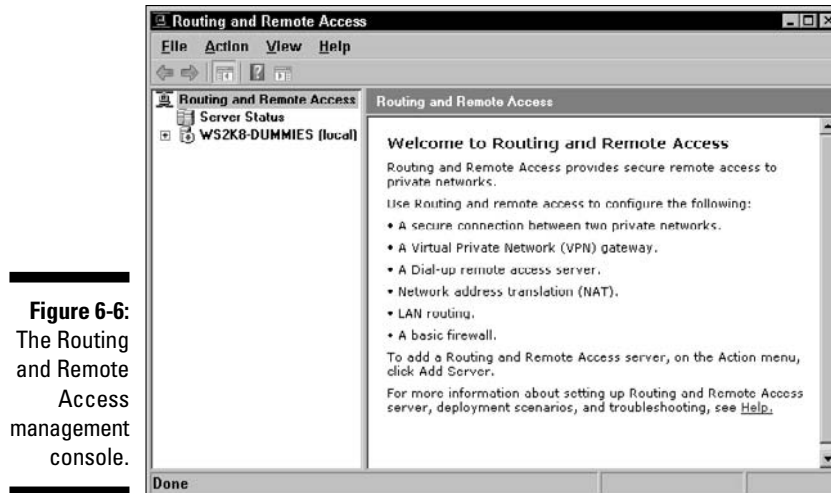 Routing and Remote Access
File Action View Help
Routing and Remote Access
Server Status
WS2K8-DUMMIES (local)
Routing and Remote Access
Welcome to Routing and Remote Access
Routing and Remote Access provides secure remote access to
private networks.
Use Routing and remote access to configure the following:
• A secure connection between two private networks.
• A Virtual Private Network (VPN) gateway.
• A Dial-up remote access server.
• Network address translation (NAT).
• LAN routing.
• A basic firewall.
To add a Routing and Remote Access server, on the Action menu,
click Add Server.
For more information about setting up Routing and Remote Access
server, deployment scenarios, and troubleshooting, see Help.
Done
Figure 6-6:
The Routing
and Remote
Access
management
console.